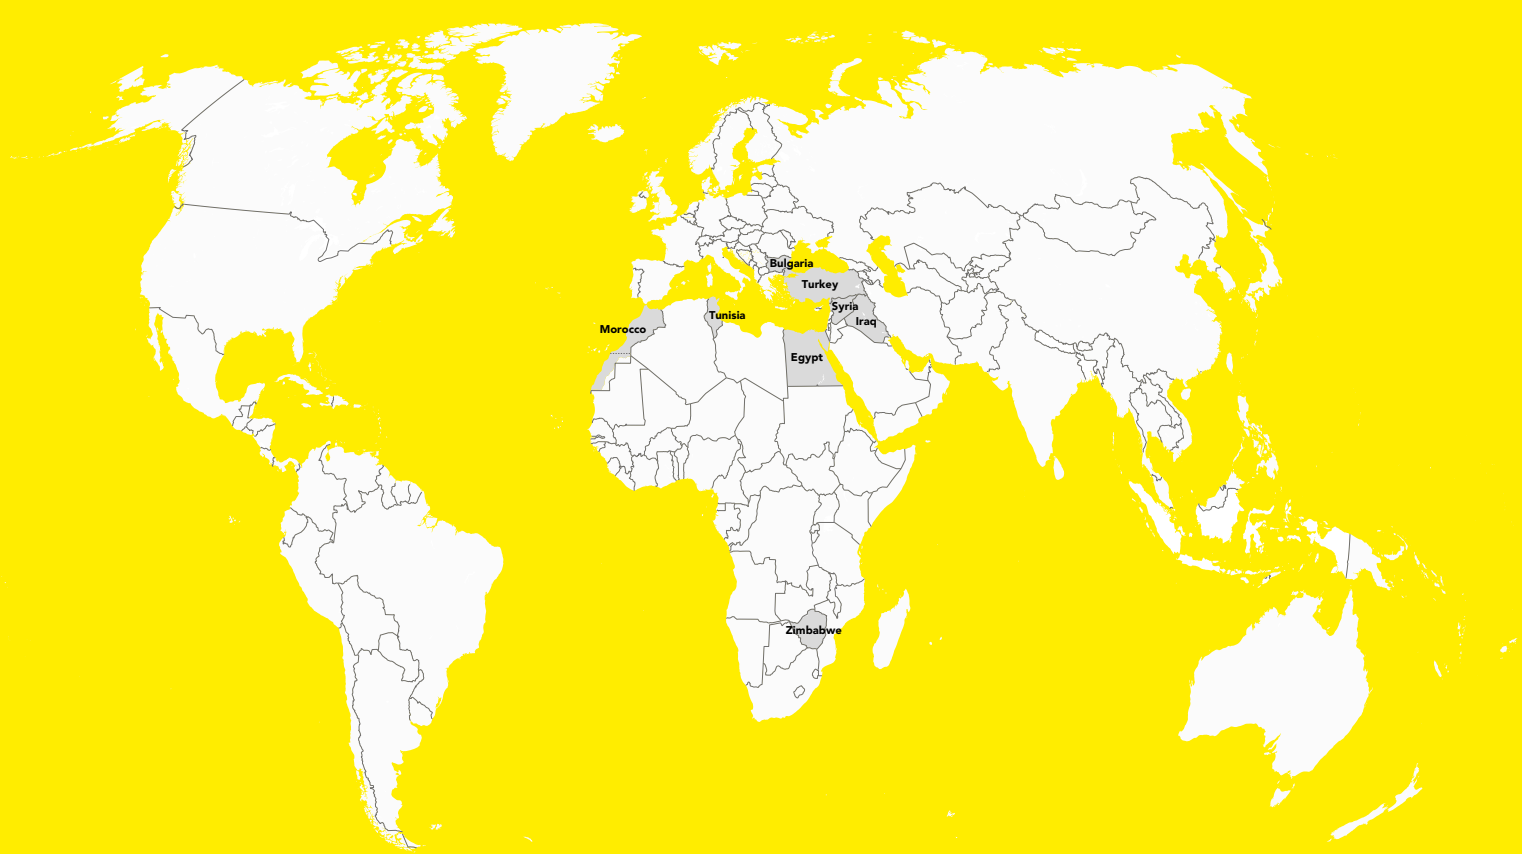 Bulgaria
Turkey
Syria
Tunisia
Iraq
Morocco
Egypt
Zimbabwe